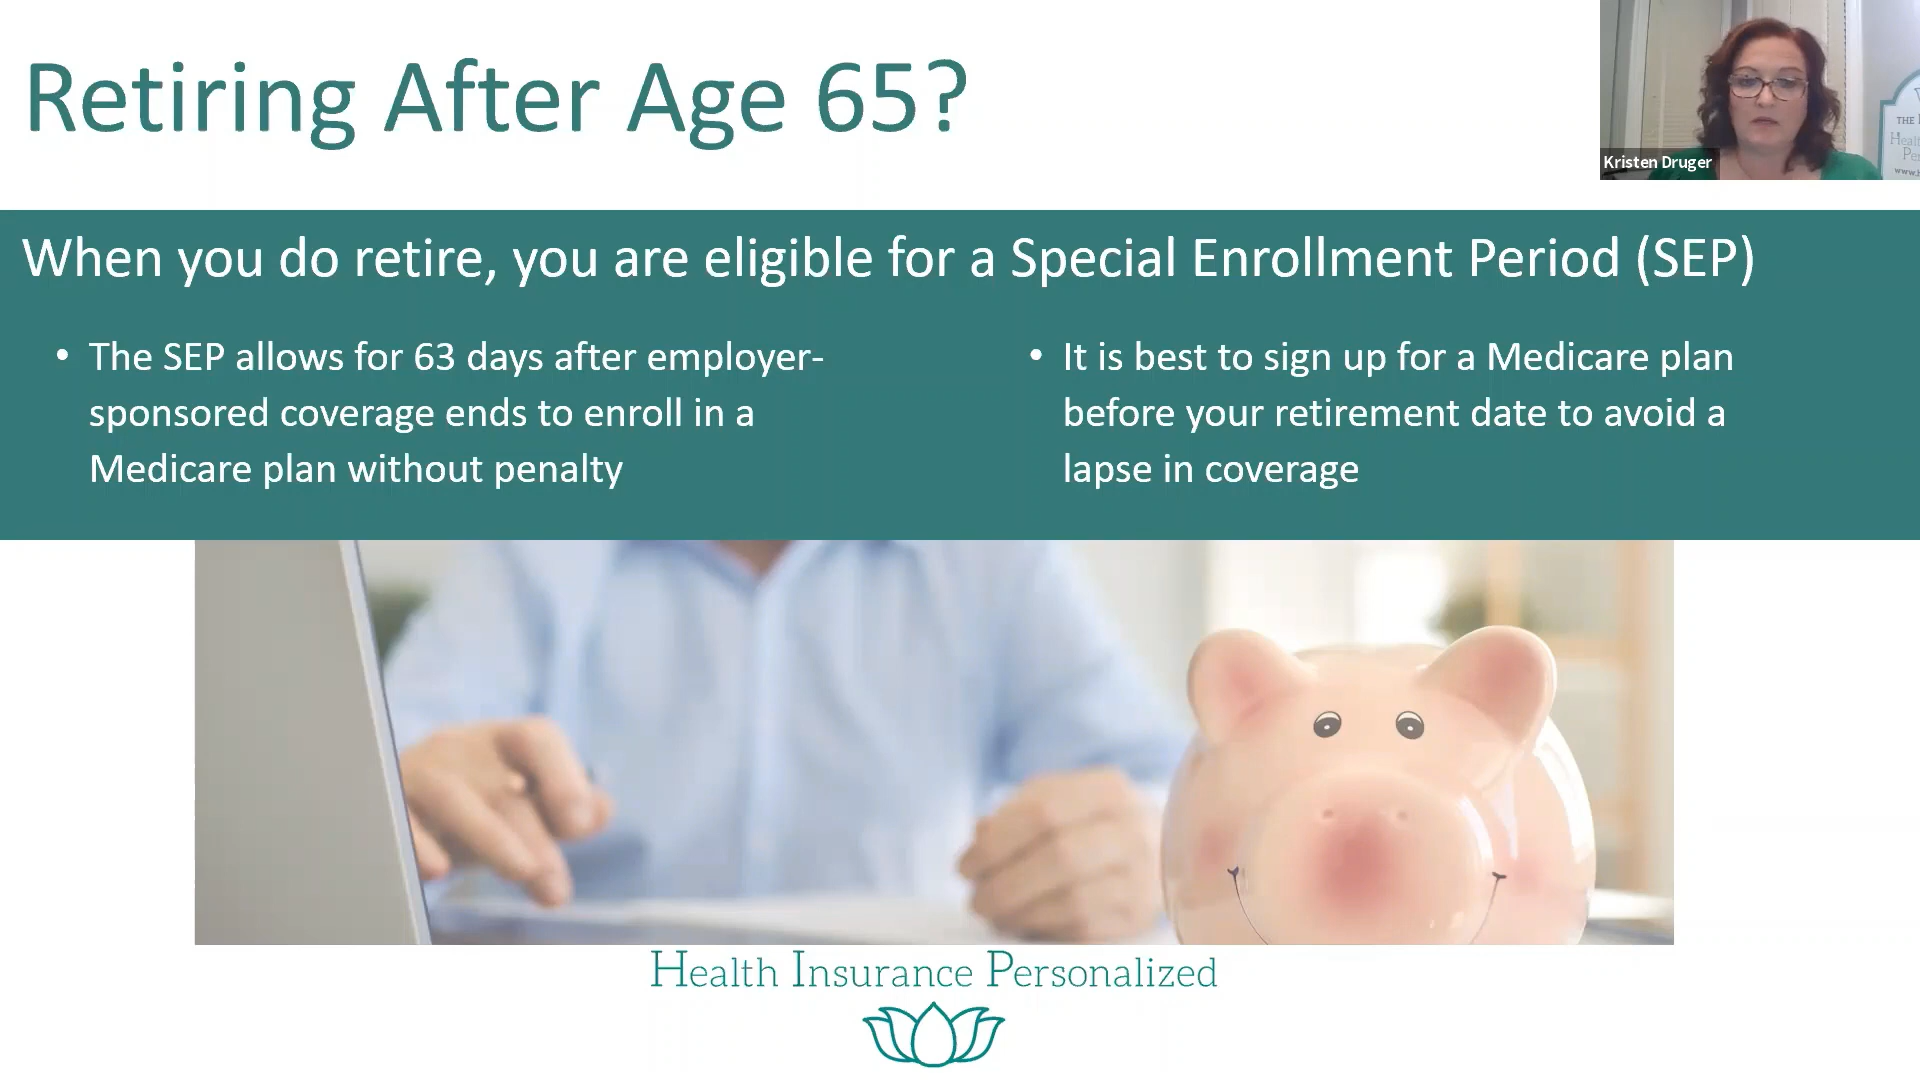 Retiring After Age 65?
Kristen Druger
THE
www.
When you do retire, you are eligible for a Special Enrollment Period (SEP)
• The SEP allows for 63 days after employer-
sponsored coverage ends to enroll in a
Medicare plan without penalty
• It is best to sign up for a Medicare plan
before your retirement date to avoid a
lapse in coverage
Health Insurance Personalized